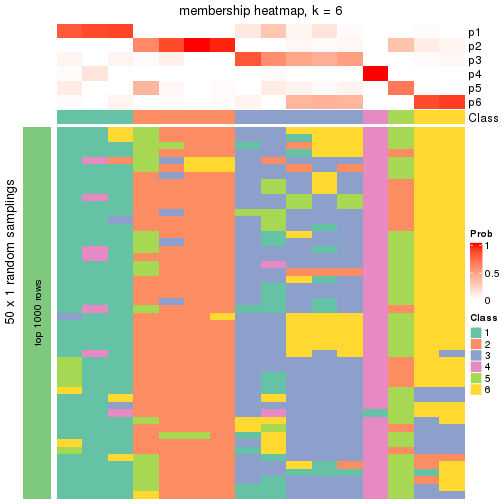 membership heatmap, k = 6
p1
p2
p3
p4
p5
p6
Class
50 x 1 random samplings
top 1000 rows
Prob
1
0.5
0
Class
1
2
3
4
5
6